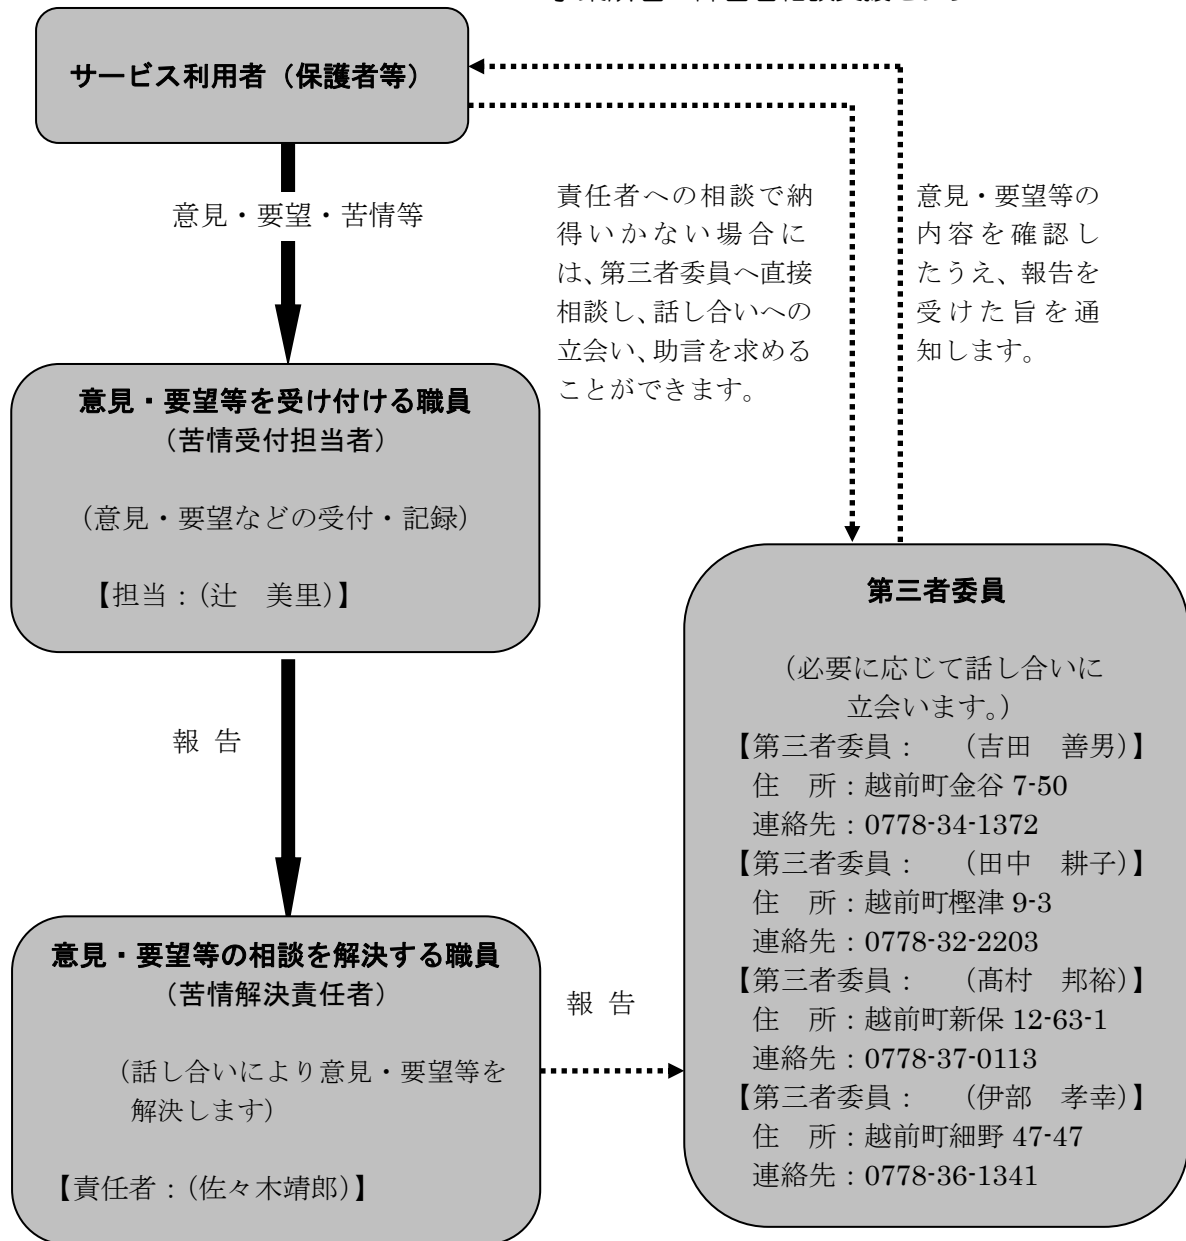 サービス利用者（保護者等）
意見・要望・苦情等
責任者への相談で納
得いかない場合に
は、第三者委員へ直接
相談し、話し合いへの
立会い、助言を求める
ことができます。
意見・要望等の
内容を確認し
たうえ、報告を
受けた旨を通
知します。
意見・要望等を受け付ける職員
（苦情受付担当者）
（意見・要望などの受付・記録）
【担当：（辻　美里）】
報 告
意見・要望等の相談を解決する職員
（苦情解決責任者）
（話し合いにより意見・要望等を
解決します）
【責任者：（佐々木靖郎）】
報 告
第三者委員
（必要に応じて話し合いに
立会います。）
【第三者委員：　（吉田　善男）】
住　所：越前町金谷 7-50
連絡先：0778-34-1372
【第三者委員：　（田中　耕子）】
住　所：越前町樫津 9-3
連絡先：0778-32-2203
【第三者委員：　（髙村　邦裕）】
住　所：越前町新保 12-63-1
連絡先：0778-37-0113
【第三者委員：　（伊部　孝幸）】
住　所：越前町細野 47-47
連絡先：0778-36-1341